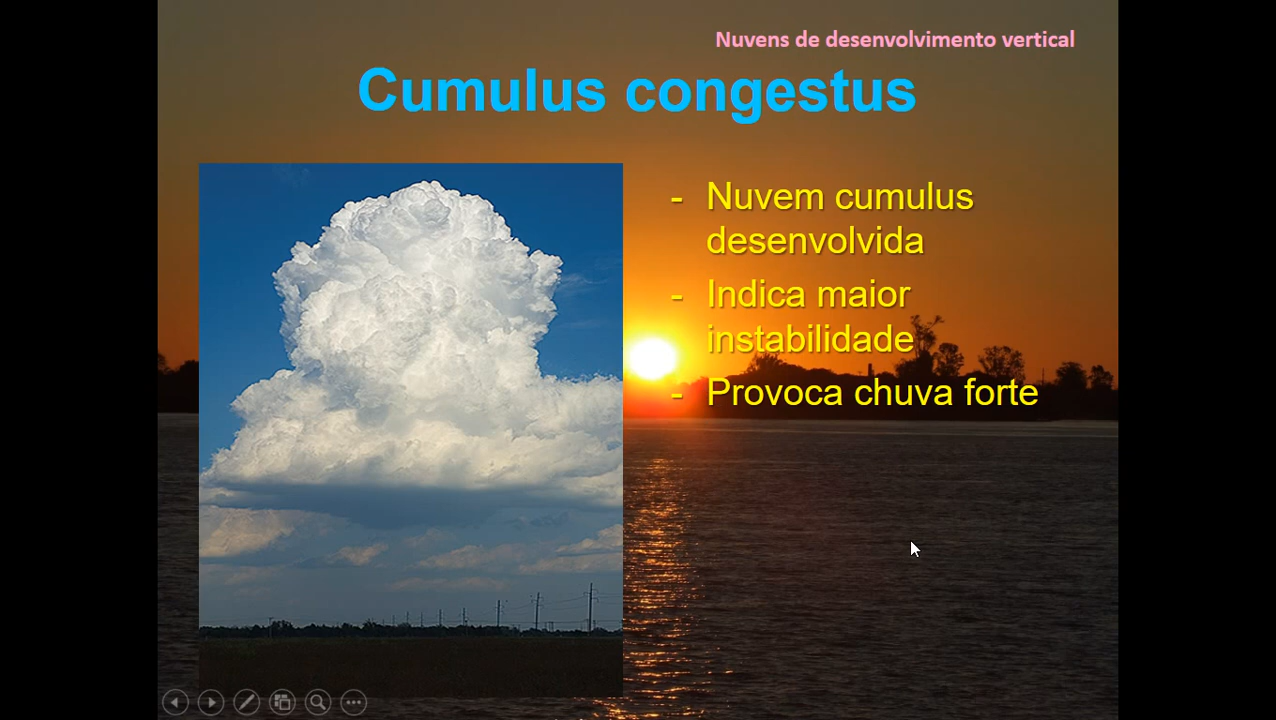 Nuvens de desenvolvimento vertical
Cumulus congestus
- Nuvem cumulus
desenvolvida
- Indica maior
instabilidade
- Provoca chuva forte